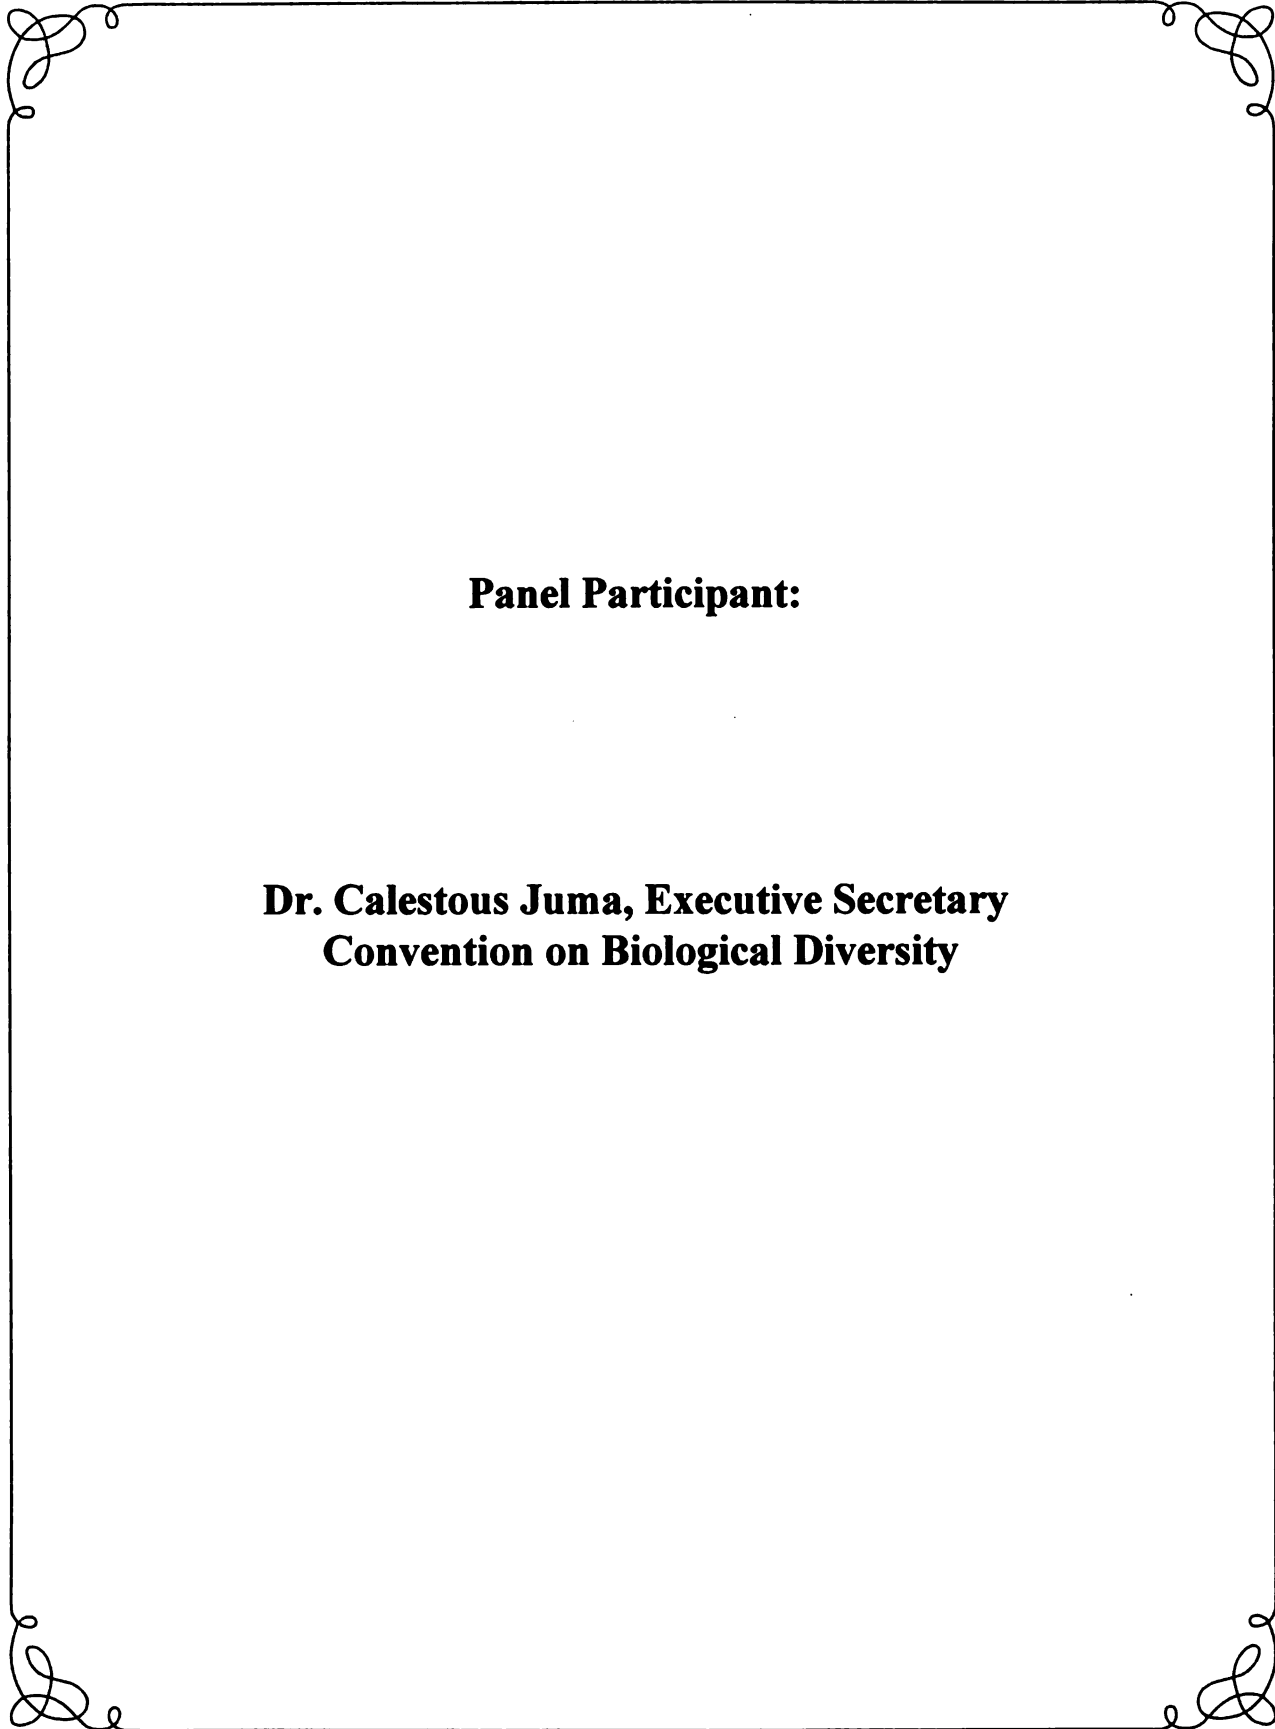 Panel Participant:
Dr. Calestous Juma, Executive Secretary
Convention on Biological Diversity